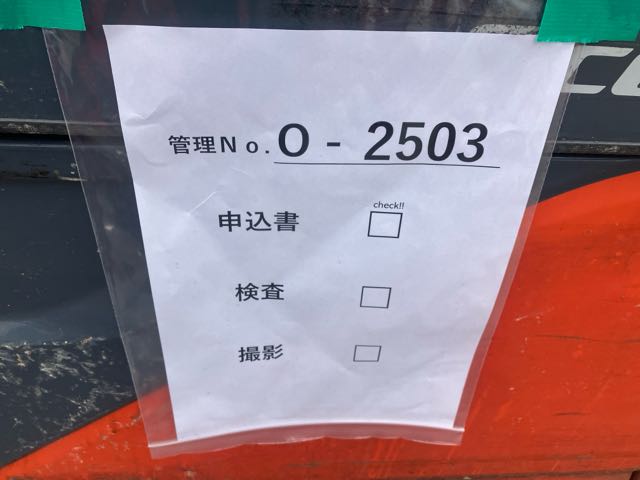 管理No. O - 2503
check!!
申込書 □
検査 □
撮影 □